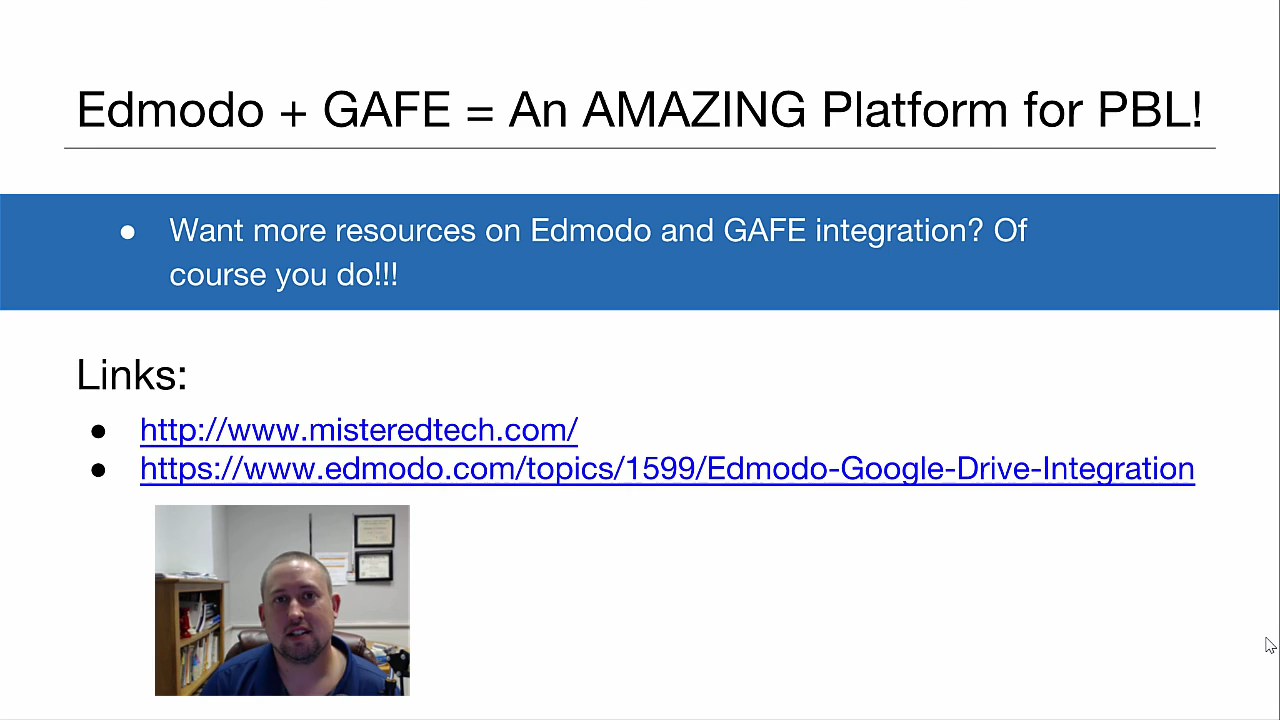 Edmodo + GAFE = An AMAZING Platform for PBL!
● Want more resources on Edmodo and GAFE integration? Of
course you do!!!
Links:
● http://www.misteredtech.com/
● https://www.edmodo.com/topics/1599/Edmodo-Google-Drive-Integration